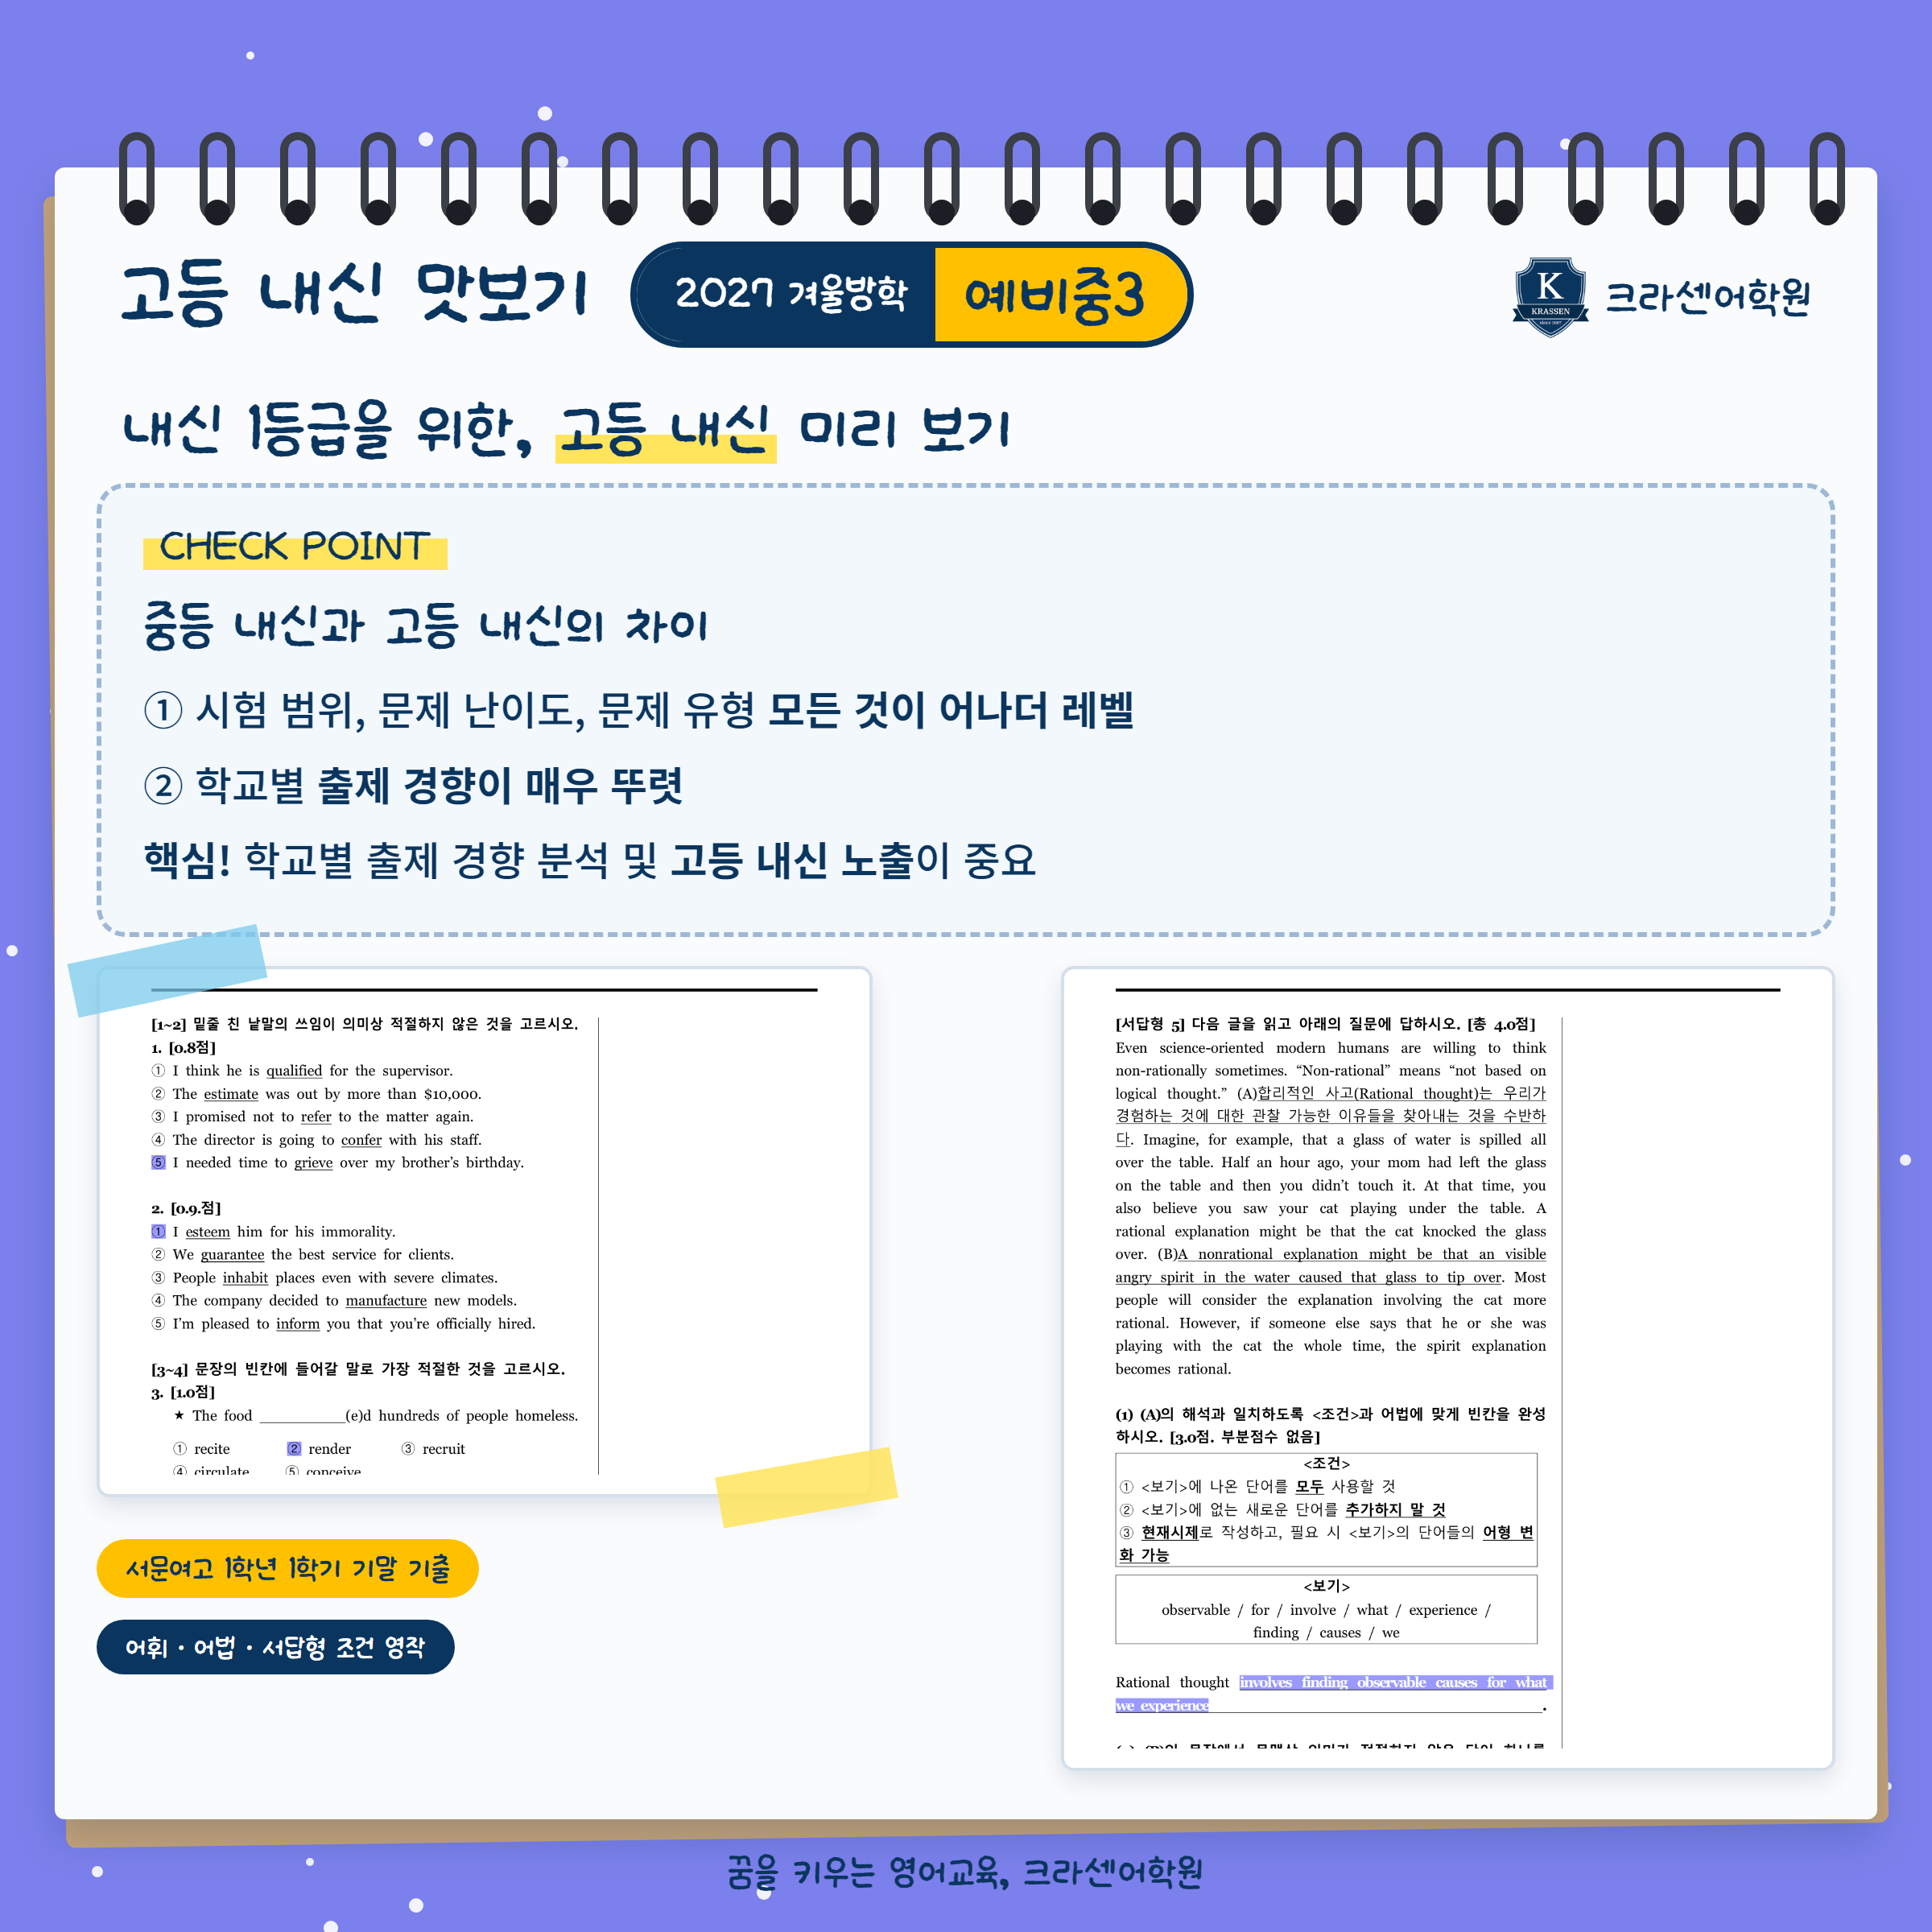 고등 내신 맛보기
2027 겨울방학 예비중3
K
KRASSEN
SINCE 2007
크라센어학원
내신 1등급을 위한, 고등 내신 미리 보기
CHECK POINT
중등 내신과 고등 내신의 차이
① 시험 범위, 문제 난이도, 문제 유형 모든 것이 어나더 레벨
② 학교별 출제 경향이 매우 뚜렷
핵심! 학교별 출제 경향 분석 및 고등 내신 노출이 중요
[1~2] 밑줄 친 낱말의 쓰임이 의미상 적절하지 않은 것을 고르시오.
1. [0.8점]
① I think he is qualified for the supervisor.
② The estimate was out by more than $10,000.
③ I promised not to refer to the matter again.
④ The director is going to confer with his staff.
⑤ I needed time to grieve over my brother's birthday.
2. [0.9.점]
① I esteem him for his immorality.
② We guarantee the best service for clients.
③ People inhabit places even with severe climates.
④ The company decided to manufacture new models.
⑤ I'm pleased to inform you that you're officially hired.
[3~4] 문장의 빈칸에 들어갈 말로 가장 적절한 것을 고르시오.
3. [1.0점]
★ The food ___________(e)d hundreds of people homeless.
① recite ② render ③ recruit
④ circulate ⑤ conceive
서문여고 1학년 1학기 기말 기출
어휘 · 어법 · 서답형 조건 영작
[서답형 5] 다음 글을 읽고 아래의 질문에 답하시오. [총 4.0점]
Even science-oriented modern humans are willing to think
non-rationally sometimes. “Non-rational” means “not based on
logical thought.” (A)합리적인 사고(Rational thought)는 우리가
경험하는 것에 대한 관찰 가능한 이유들을 찾아내는 것을 수반하
다. Imagine, for example, that a glass of water is spilled all
over the table. Half an hour ago, your mom had left the glass
on the table and then you didn't touch it. At that time, you
also believe you saw your cat playing under the table. A
rational explanation might be that the cat knocked the glass
over. (B)A nonrational explanation might be that an visible
angry spirit in the water caused that glass to tip over. Most
people will consider the explanation involving the cat more
rational. However, if someone else says that he or she was
playing with the cat the whole time, the spirit explanation
becomes rational.
(1) (A)의 해석과 일치하도록 <조건>과 어법에 맞게 빈칸을 완성
하시오. [3.0점. 부분점수 없음]
<조건>
① <보기>에 나온 단어를 모두 사용할 것
② <보기>에 없는 새로운 단어를 추가하지 말 것
③ 현재시제로 작성하고, 필요 시 <보기>의 단어들의 어형 변
화 가능
<보기>
observable / for / involve / what / experience /
finding / causes / we
Rational thought involves finding observable causes for what
we experience.
꿈을 키우는 영어교육, 크라센어학원